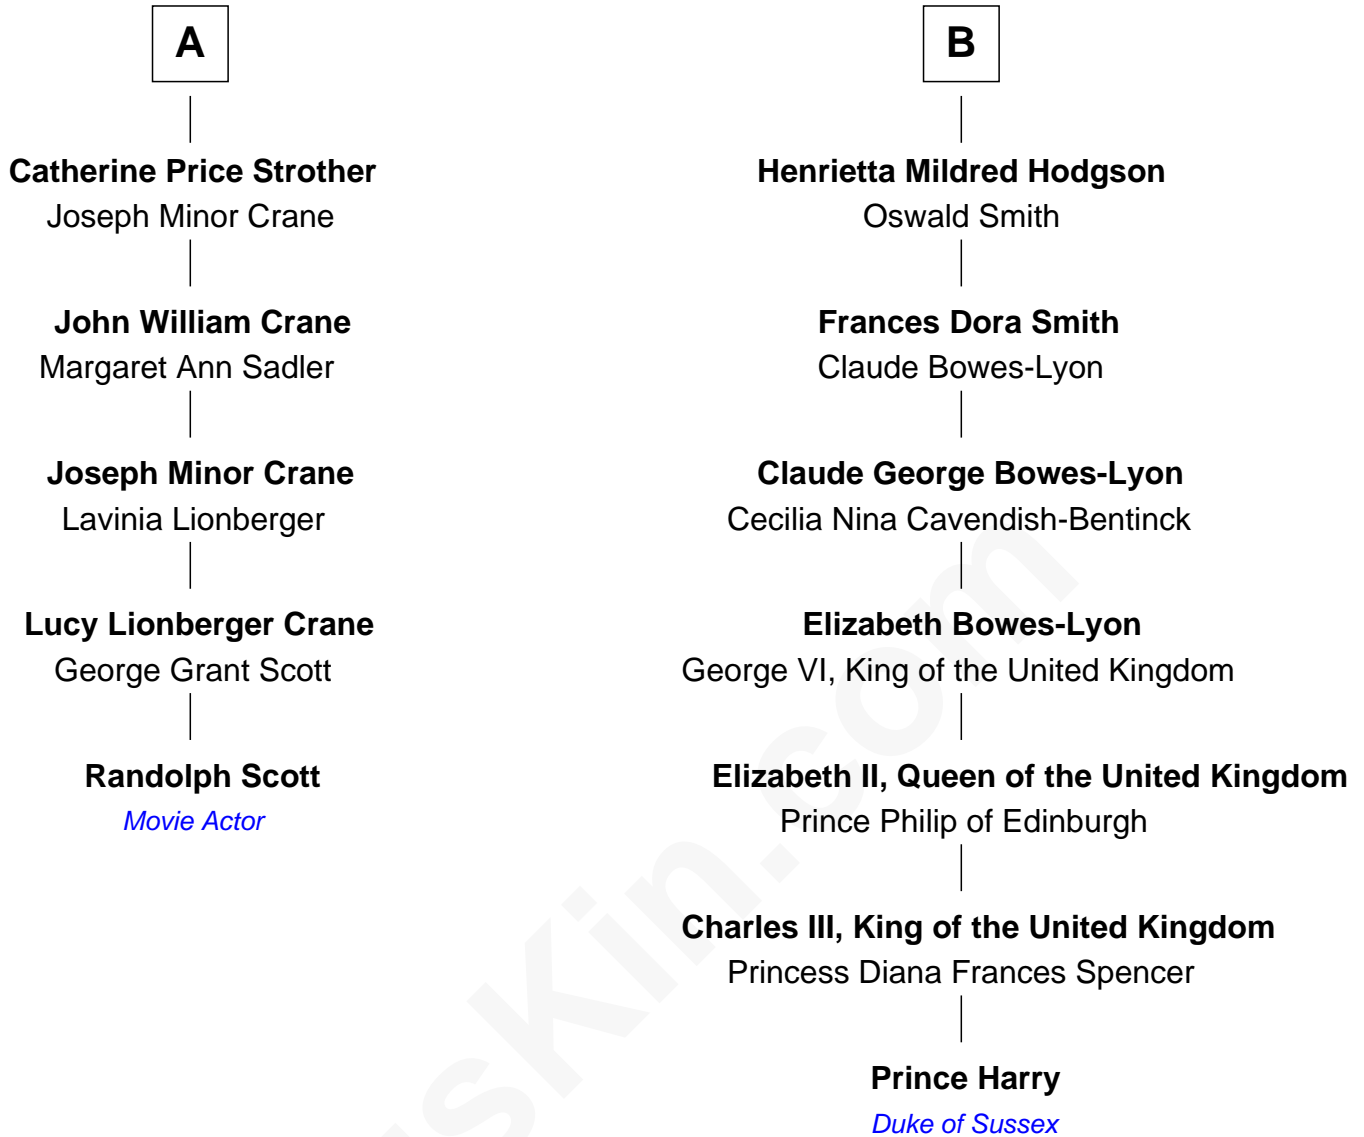 A
Catherine Price Strother
Joseph Minor Crane
John William Crane
Margaret Ann Sadler
Joseph Minor Crane
Lavinia Lionberger
Lucy Lionberger Crane
George Grant Scott
Randolph Scott
Movie Actor
B
Henrietta Mildred Hodgson
Oswald Smith
Frances Dora Smith
Claude Bowes-Lyon
Claude George Bowes-Lyon
Cecilia Nina Cavendish-Bentinck
Elizabeth Bowes-Lyon
George VI, King of the United Kingdom
Elizabeth II, Queen of the United Kingdom
Prince Philip of Edinburgh
Charles III, King of the United Kingdom
Princess Diana Frances Spencer
Prince Harry
Duke of Sussex